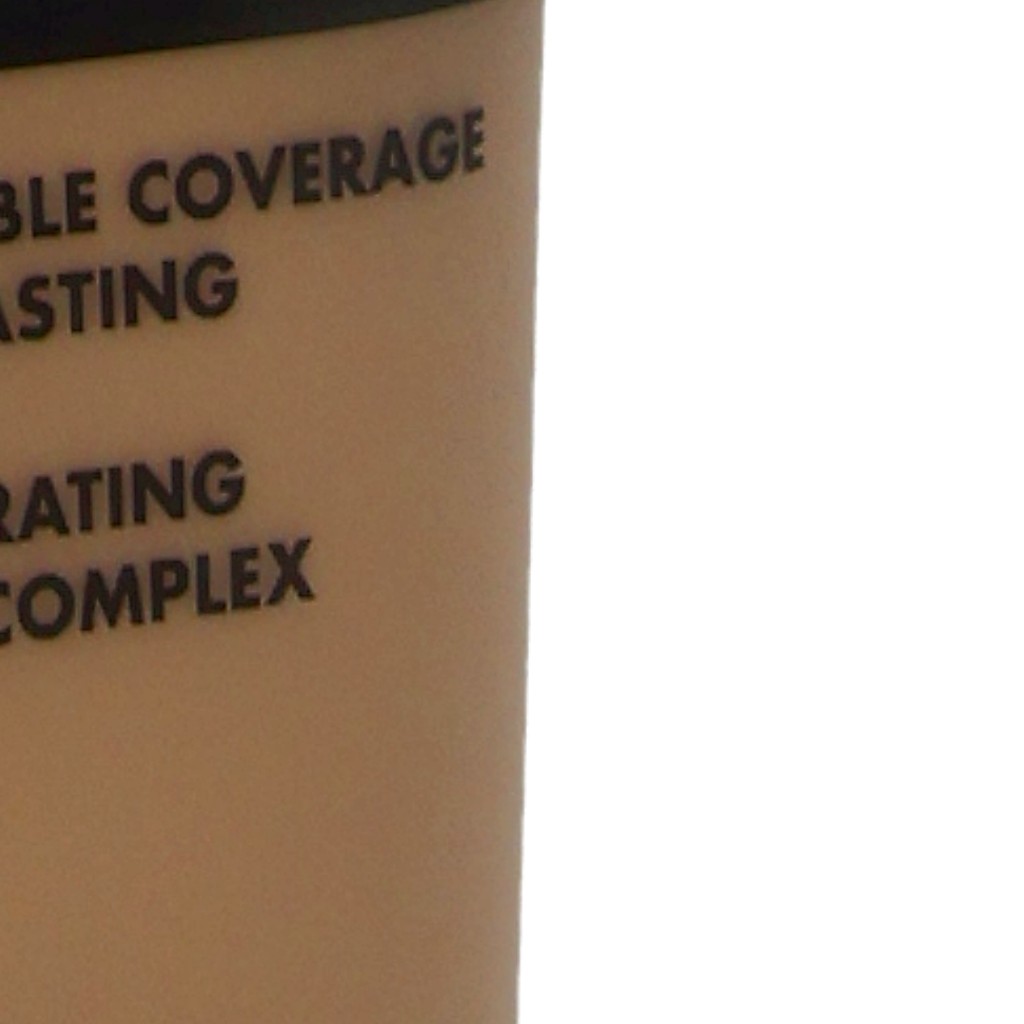 BLE COVERAGE
ASTING
RATING
COMPLEX